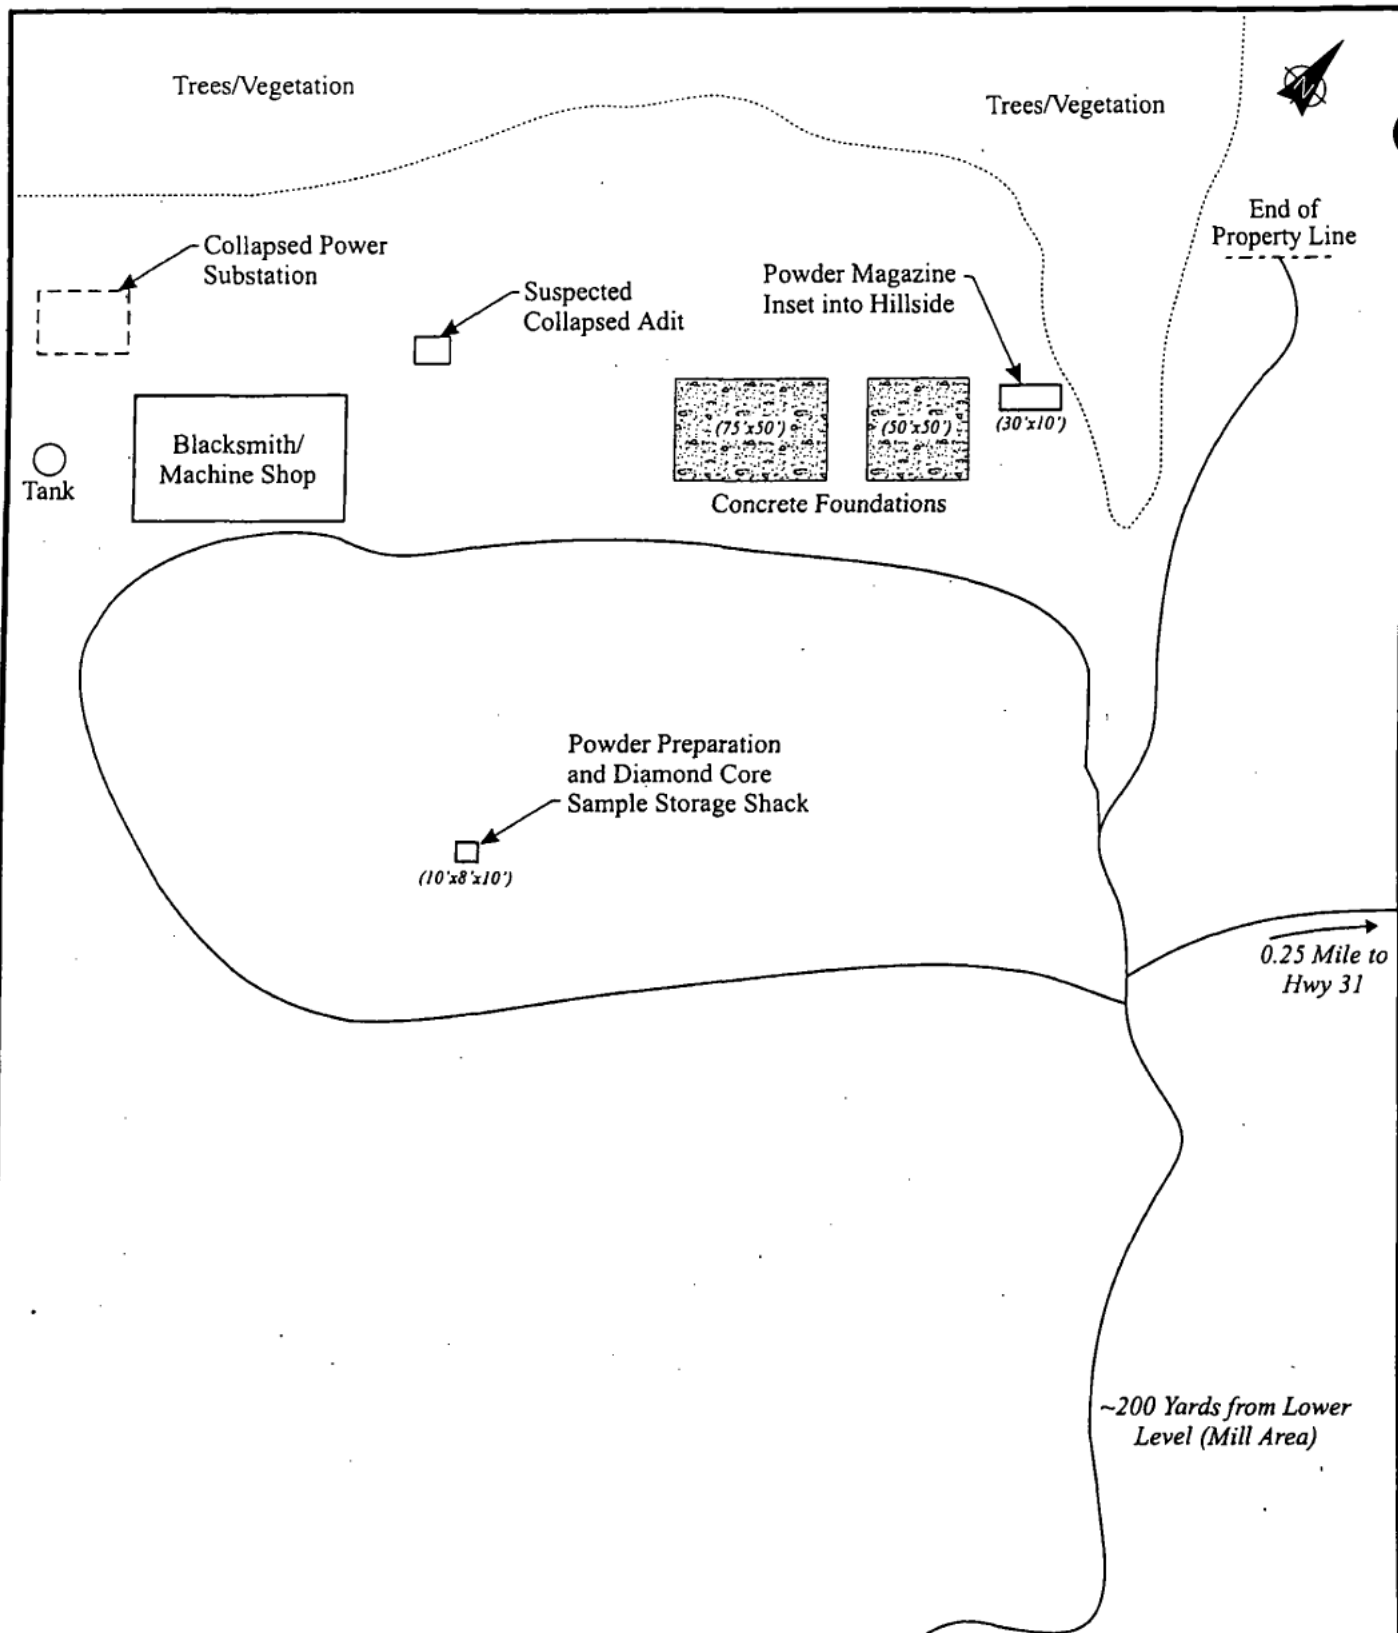 Trees/Vegetation
Trees/Vegetation
N
End of
Property Line
Collapsed Power
Substation
Suspected
Collapsed Adit
Powder Magazine
Inset into Hillside
(75'x50')
(50'x50')
(30'x10')
Blacksmith/
Machine Shop
Tank
Concrete Foundations
Powder Preparation
and Diamond Core
Sample Storage Shack
(10'x8'x10')
0.25 Mile to
Hwy 31
~200 Yards from Lower
Level (Mill Area)